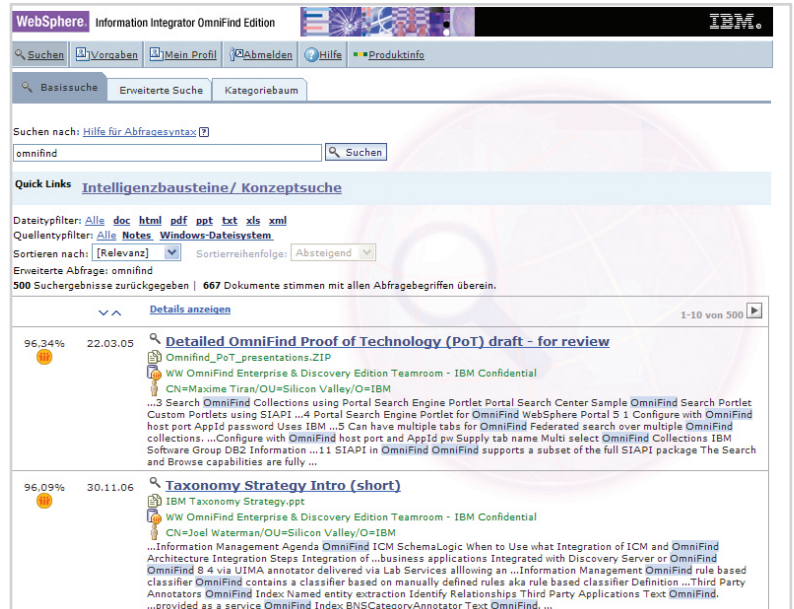 WebSphere. Information Integrator OmniFind Edition IBM.
Suchen Vorgaben Mein Profil Abmelden Hilfe Produktinfo
Basissuche Erweiterte Suche Kategoriebaum
Suchen nach: Hilfe für Abfragesyntax ?
omnifind Suchen
Quick Links Intelligenzbausteine/ Konzeptsuche
Dateitypfilter: Alle doc html pdf ppt txt xls xml
Quellentypfilter: Alle Notes Windows-Dateisystem
Sortieren nach: [Relevanz] Sortierreihenfolge: Absteigend
Erweiterte Abfrage: omnifind
500 Suchergebnisse zurückgegeben | 667 Dokumente stimmen mit allen Abfragebegriffen überein.
Details anzeigen 1-10 von 500
96,34% 22.03.05 Detailed OmniFind Proof of Technology (PoT) draft - for review
Omnifind_PoT_presentations.ZIP
WW OmniFind Enterprise & Discovery Edition Teamroom - IBM Confidential
CN=Maxime Tiran/OU=Silicon Valley/O=IBM
...3 Search OmniFind Collections using Portal Search Engine Portlet Portal Search Center Sample OmniFind Search Portlet
Custom Portlets using SIAPI ...4 Portal Search Engine Portlet for OmniFind WebSphere Portal 5 1 Configure with OmniFind
host port AppId password Uses IBM ...5 Can have multiple tabs for OmniFind Federated search over multiple OmniFind
collections. ...Configure with OmniFind host port and AppId pw Supply tab name Multi select OmniFind Collections IBM
Software Group DB2 Information ...11 SIAPI in OmniFind OmniFind supports a subset of the full SIAPI package The Search
and Browse capabilities are fully ...
96,09% 30.11.06 Taxonomy Strategy Intro (short)
IBM Taxonomy Strategy.ppt
WW OmniFind Enterprise & Discovery Edition Teamroom - IBM Confidential
CN=Joel Waterman/OU=Silicon Valley/O=IBM
...Information Management Agenda OmniFind ICM SchemaLogic When to Use what Integration of ICM and OmniFind
Architecture Integration Steps Integration of ...business applications Integrated with Discovery Server or OmniFind
OmniFind 8 4 via UIMA annotator delivered via Lab Services alllowing an ...Information Management OmniFind rule based
classifier OmniFind contains a classifier based on manually defined rules aka rule based classifier Definition ...Third Party
Annotators OmniFind Index Named entity extraction Identify Relationships Third Party Applications Text OmniFind.
...provided as a service OmniFind Index BNSCategoryAnnotator Text OmniFind. ...